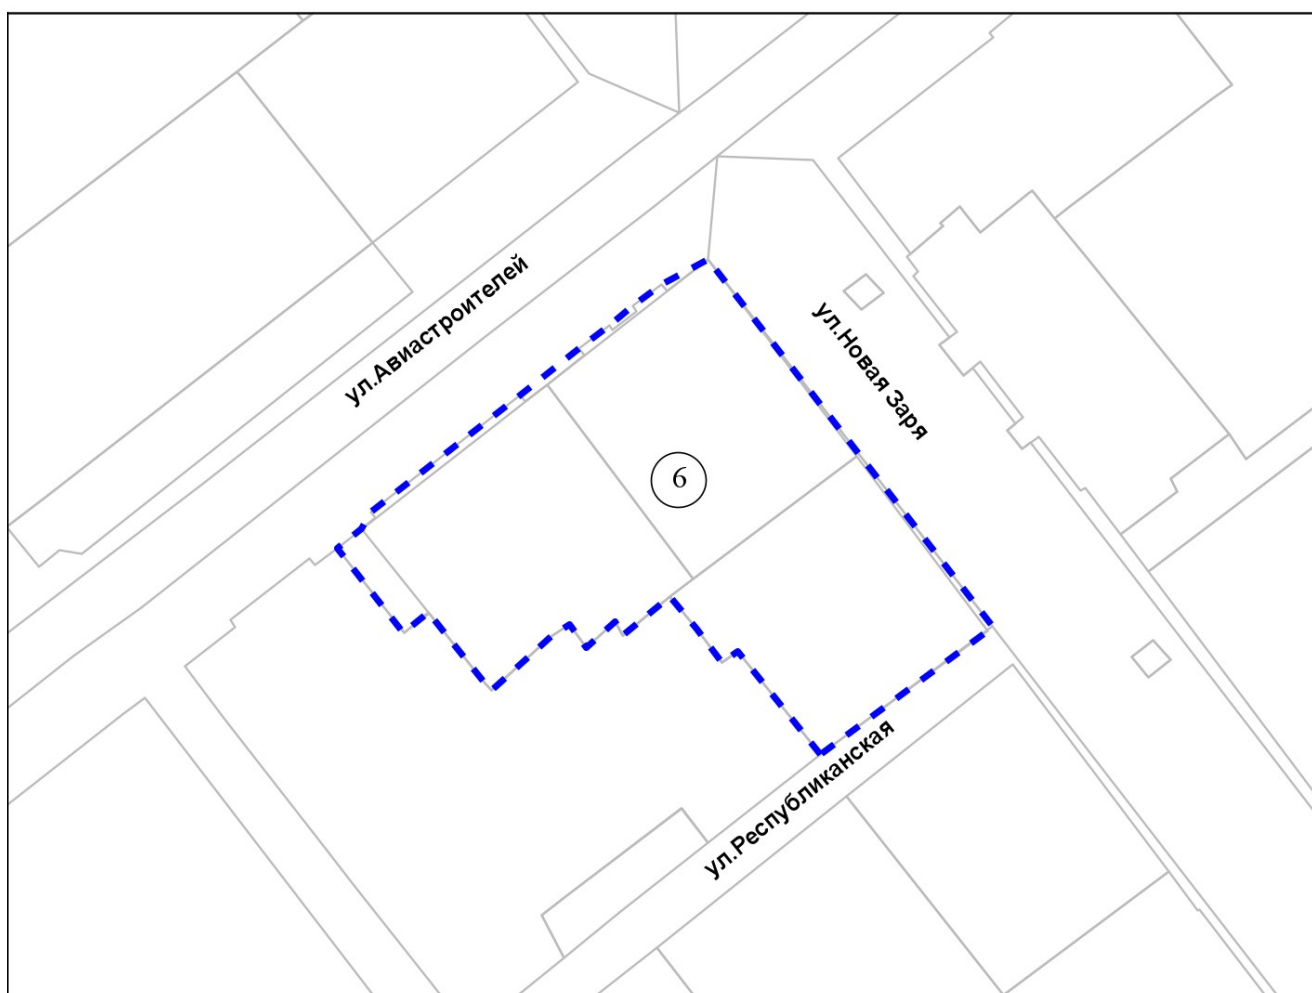 ул.Авиастроителей
ул.Новая Заря
6
ул.Республиканская